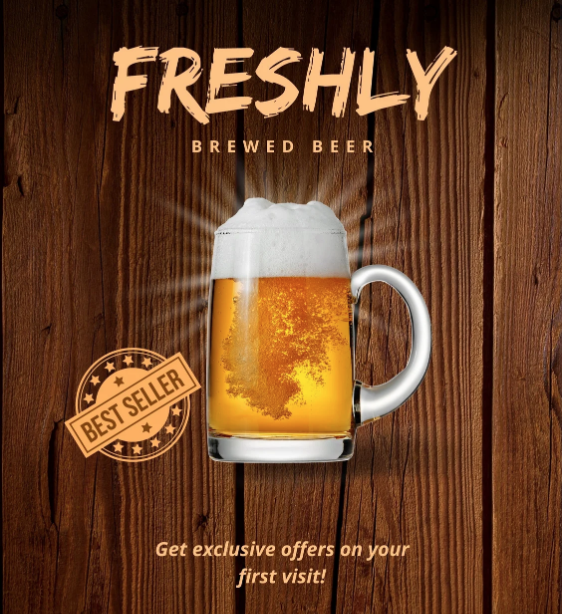 FRESHLY
BREWED BEER
BEST SELLER
Get exclusive offers on your
first visit!